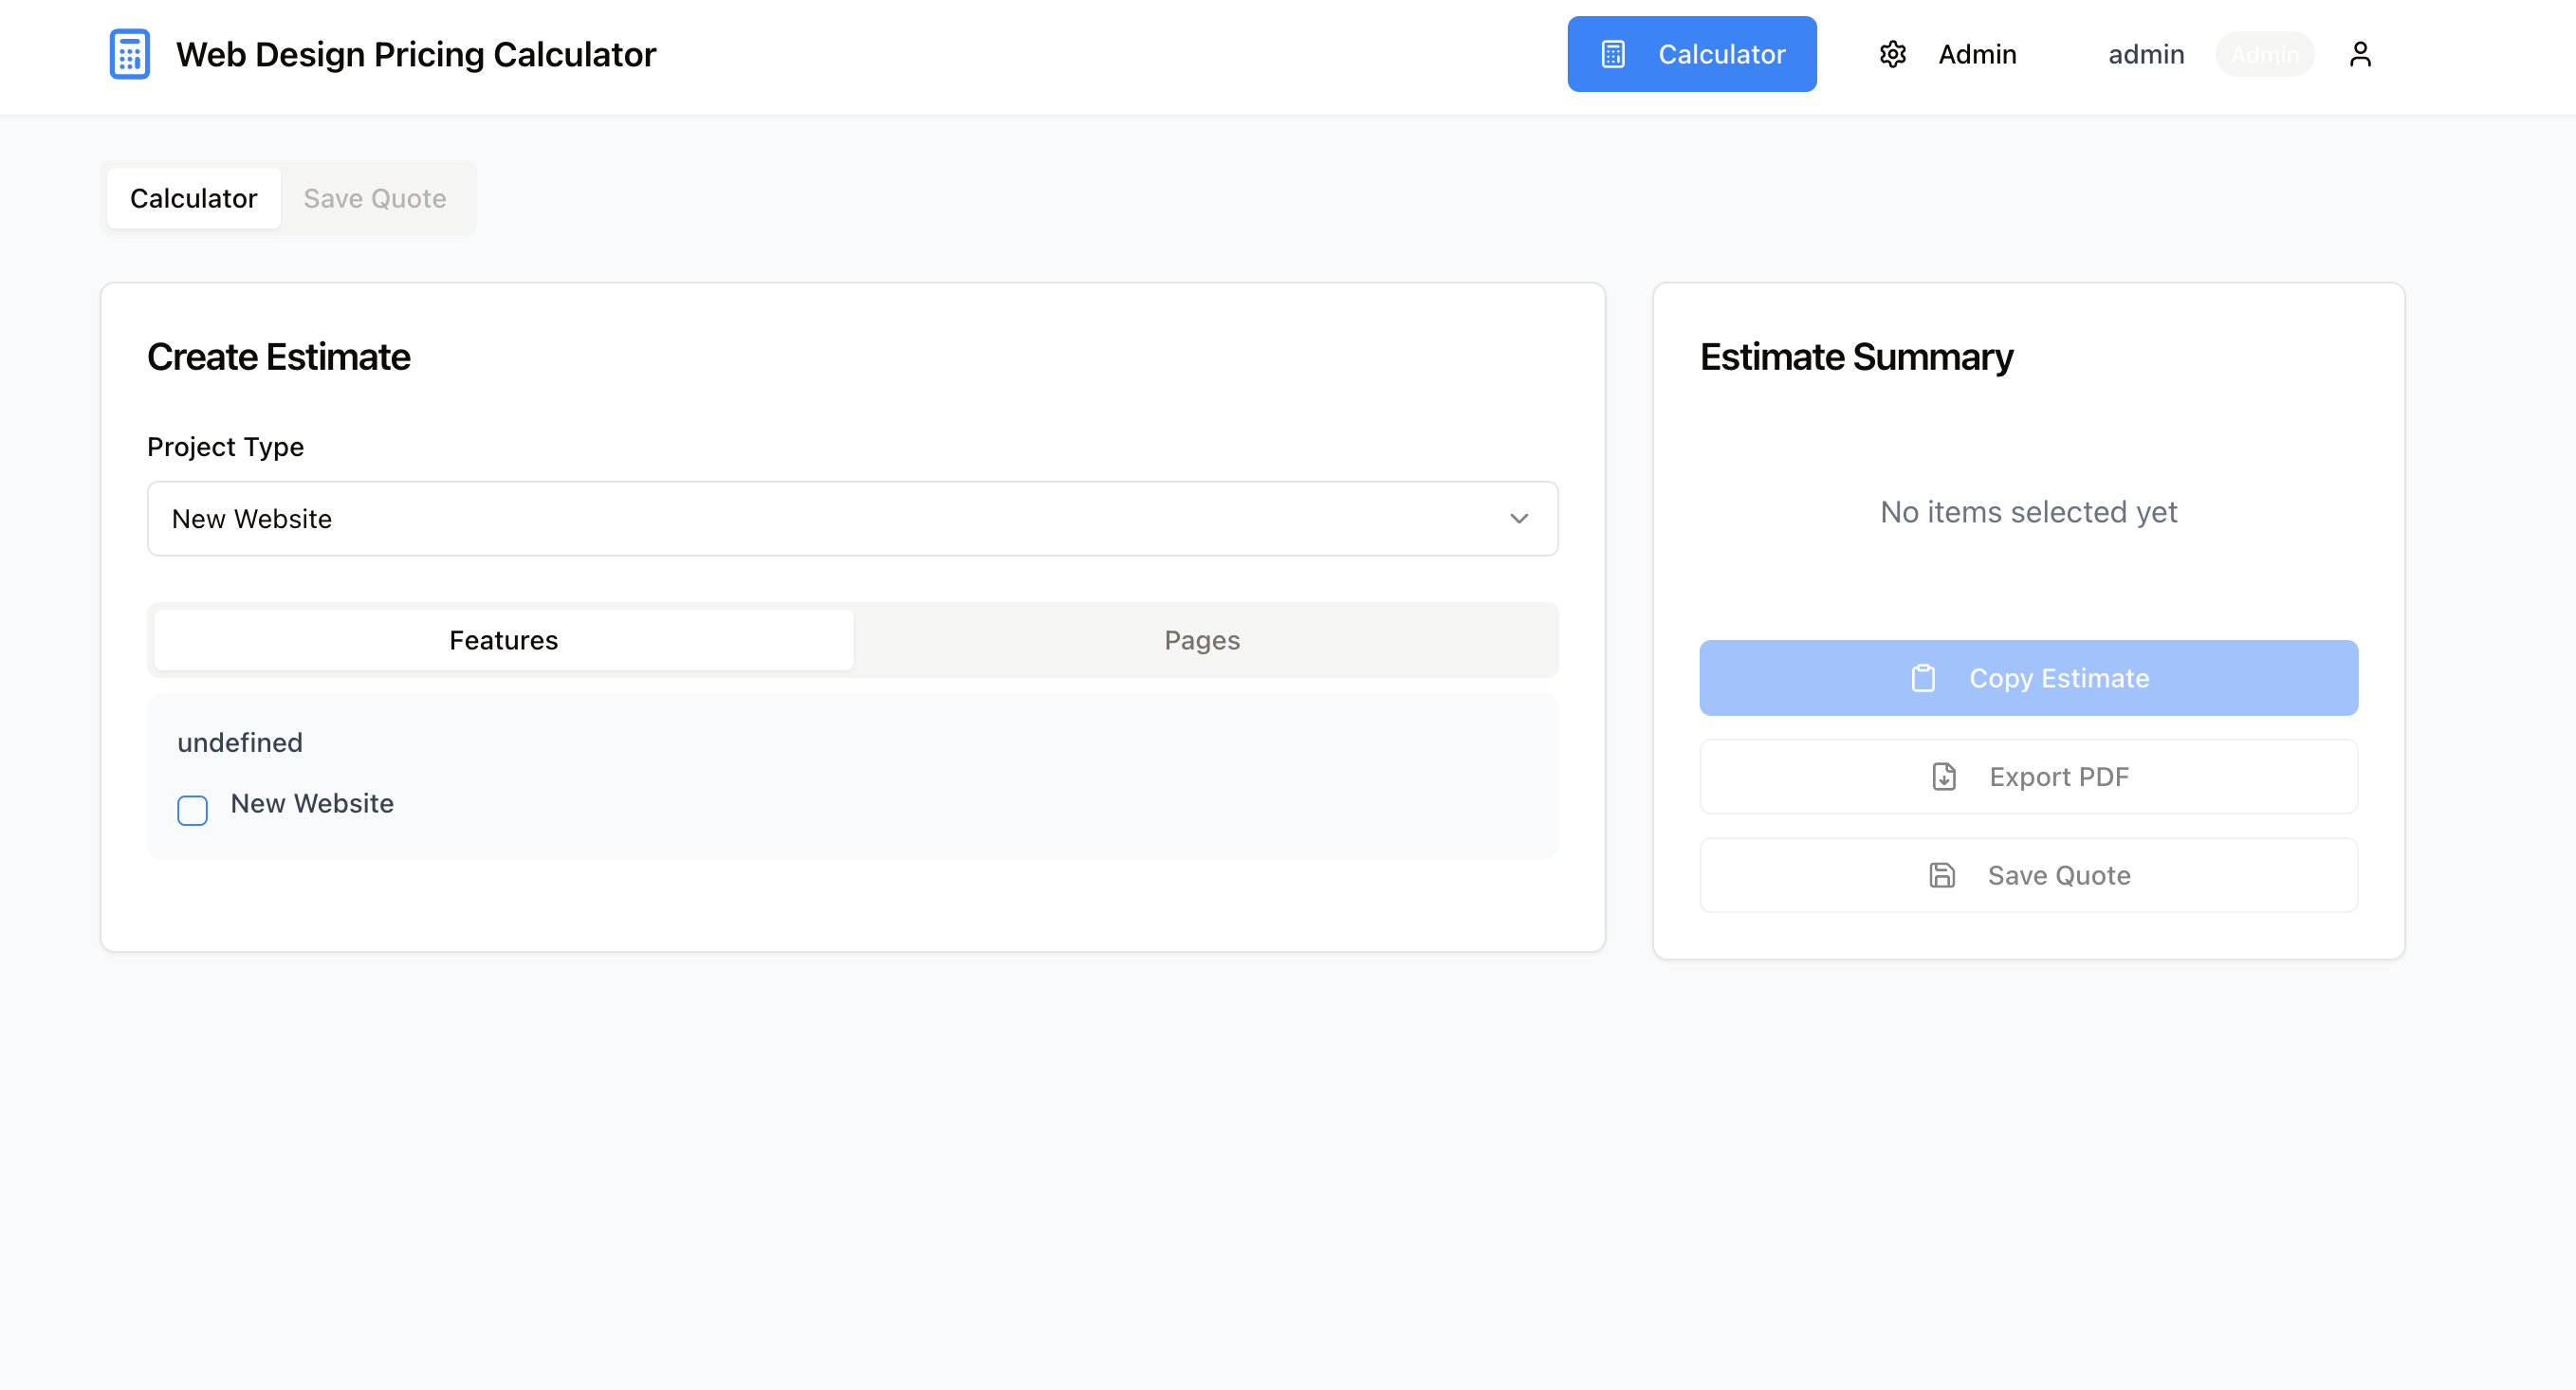 Web Design Pricing Calculator
Calculator
Admin
admin
Admin
Calculator
Save Quote
Create Estimate
Project Type
New Website
Features
Pages
undefined
New Website
Estimate Summary
No items selected yet
Copy Estimate
Export PDF
Save Quote